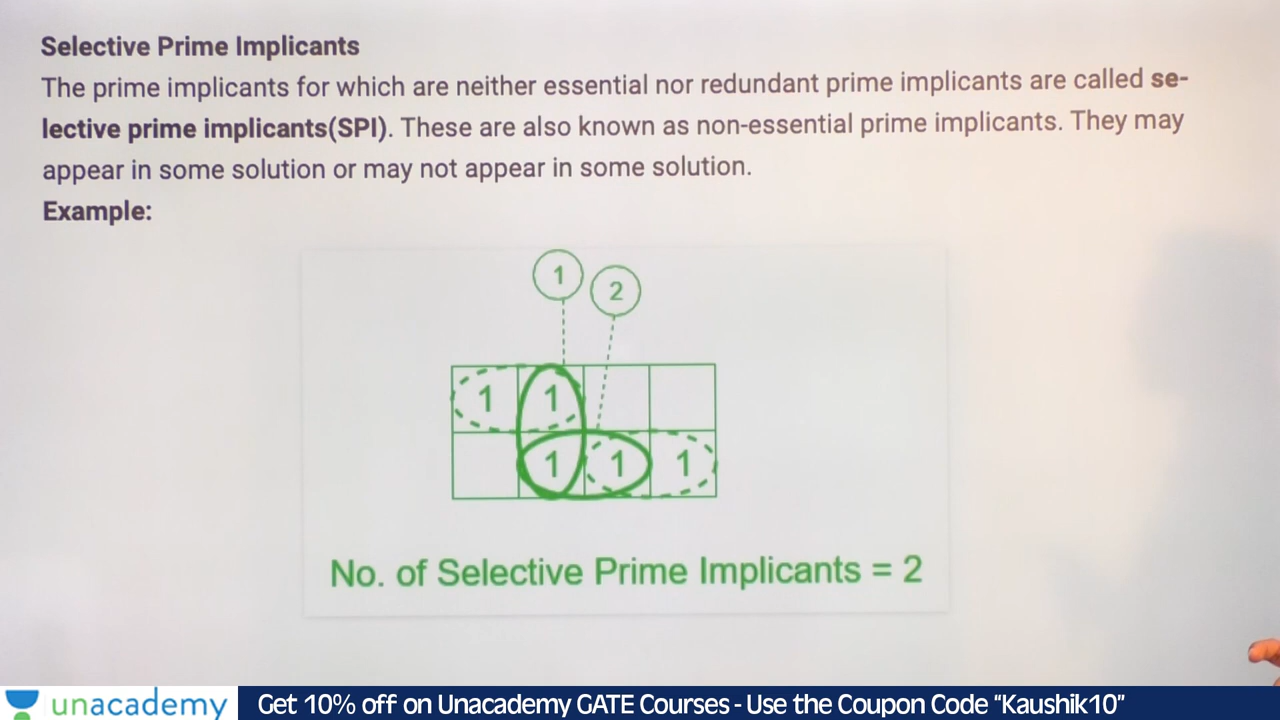 Selective Prime Implicants
The prime implicants for which are neither essential nor redundant prime implicants are called se-
lective prime implicants(SPI). These are also known as non-essential prime implicants. They may
appear in some solution or may not appear in some solution.
Example:
1
2
1 1
1 1 1
No. of Selective Prime Implicants = 2
unacademy
Get 10% off on Unacademy GATE Courses - Use the Coupon Code “Kaushik10”